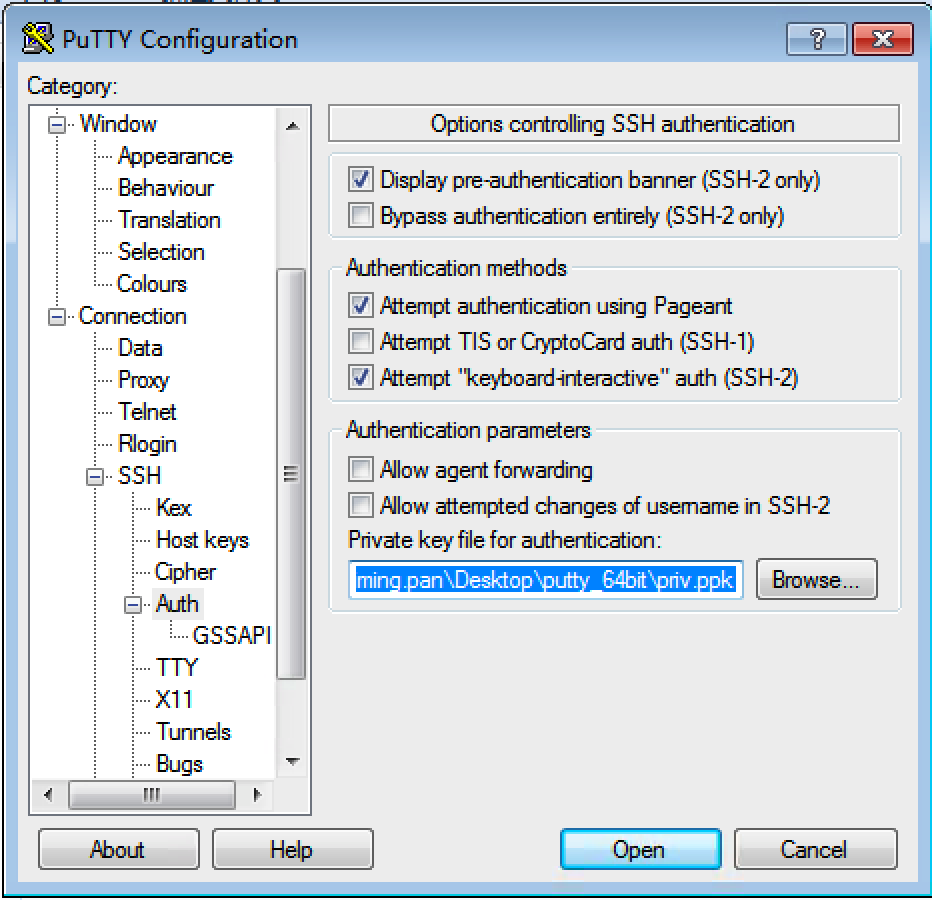 PuTTY Configuration
Category:
Window
Appearance
Behaviour
Translation
Selection
Colours
Connection
Data
Proxy
Telnet
Rlogin
SSH
Kex
Host keys
Cipher
Auth
GSSAPI
TTY
X11
Tunnels
Bugs
Options controlling SSH authentication
Display pre-authentication banner (SSH-2 only)
Bypass authentication entirely (SSH-2 only)
Authentication methods
Attempt authentication using Pageant
Attempt TIS or CryptoCard auth (SSH-1)
Attempt "keyboard-interactive" auth (SSH-2)
Authentication parameters
Allow agent forwarding
Allow attempted changes of username in SSH-2
Private key file for authentication:
ming.pan\Desktop\putty_64bit\priv.ppk
Browse...
About
Help
Open
Cancel